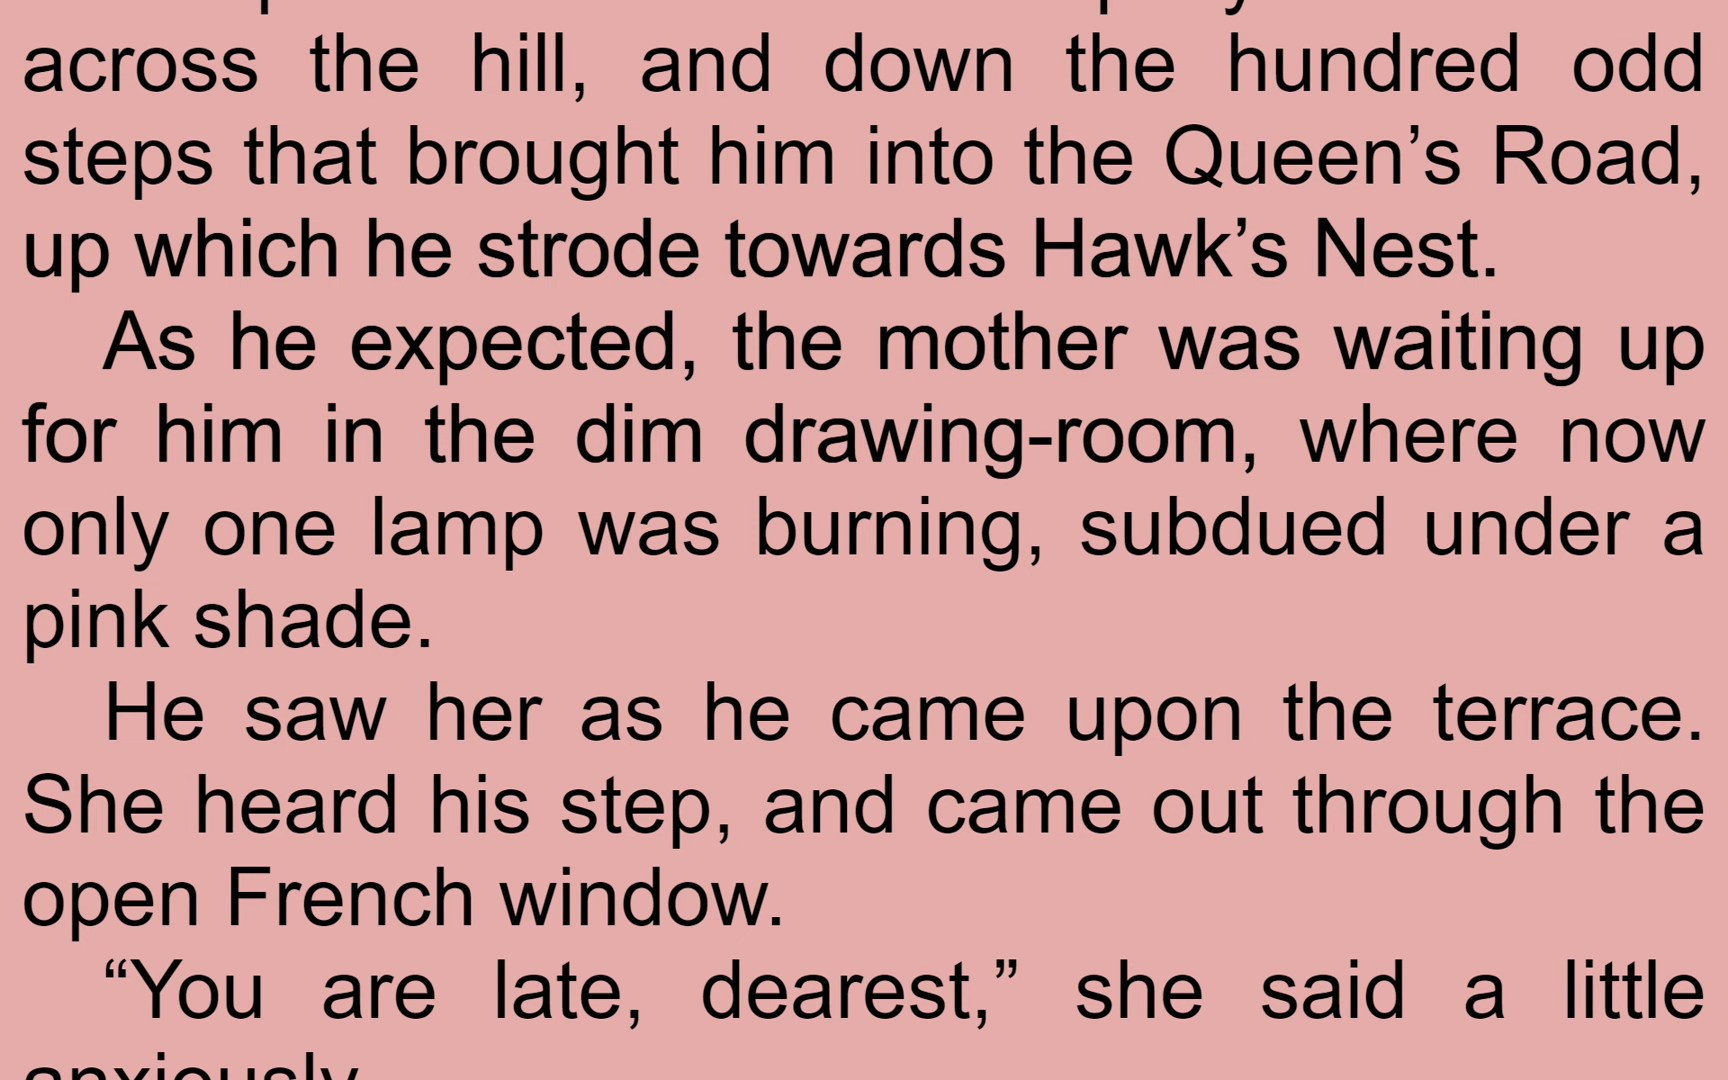 across the hill, and down the hundred odd
steps that brought him into the Queen’s Road,
up which he strode towards Hawk’s Nest.
As he expected, the mother was waiting up
for him in the dim drawing-room, where now
only one lamp was burning, subdued under a
pink shade.
He saw her as he came upon the terrace.
She heard his step, and came out through the
open French window.
“You are late, dearest,” she said a little
anxiously.